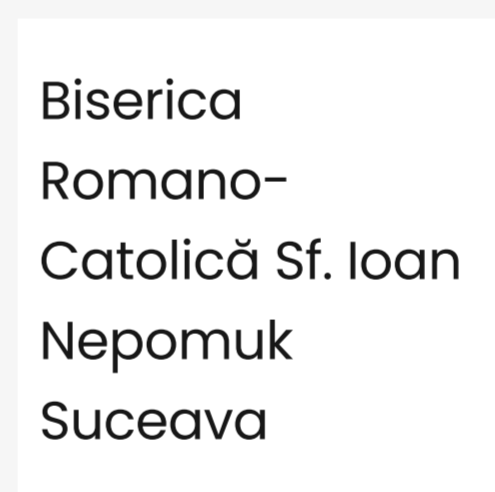 Biserica
Romano-
Catolică Sf. Ioan
Nepomuk
Suceava